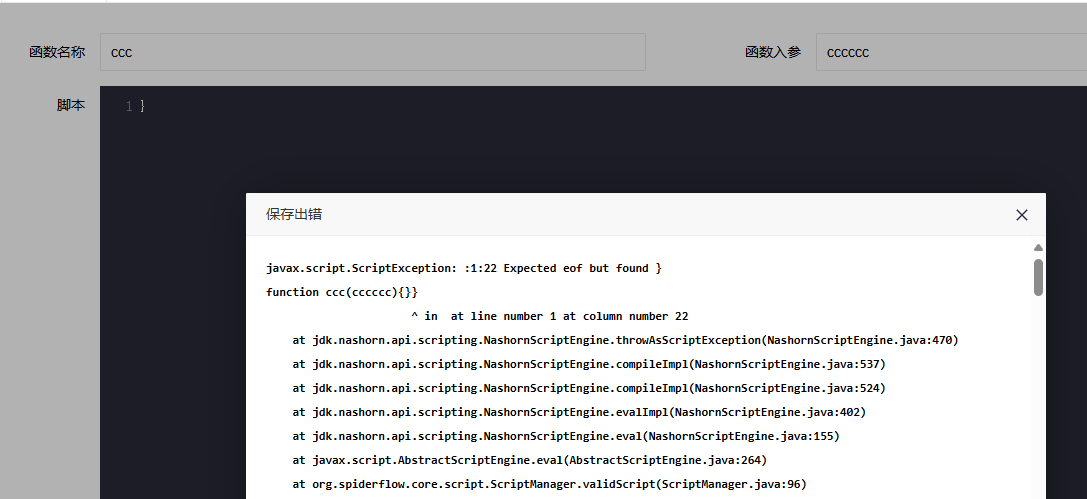 函数名称 ccc 函数入参 cccccc
脚本 1 }
保存出错 ×
javax.script.ScriptException: :1:22 Expected eof but found }
function ccc(cccccc){}}
^ in  at line number 1 at column number 22
at jdk.nashorn.api.scripting.NashornScriptEngine.throwAsScriptException(NashornScriptEngine.java:470)
at jdk.nashorn.api.scripting.NashornScriptEngine.compileImpl(NashornScriptEngine.java:537)
at jdk.nashorn.api.scripting.NashornScriptEngine.compileImpl(NashornScriptEngine.java:524)
at jdk.nashorn.api.scripting.NashornScriptEngine.evalImpl(NashornScriptEngine.java:402)
at jdk.nashorn.api.scripting.NashornScriptEngine.eval(NashornScriptEngine.java:155)
at javax.script.AbstractScriptEngine.eval(AbstractScriptEngine.java:264)
at org.spiderflow.core.script.ScriptManager.validScript(ScriptManager.java:96)